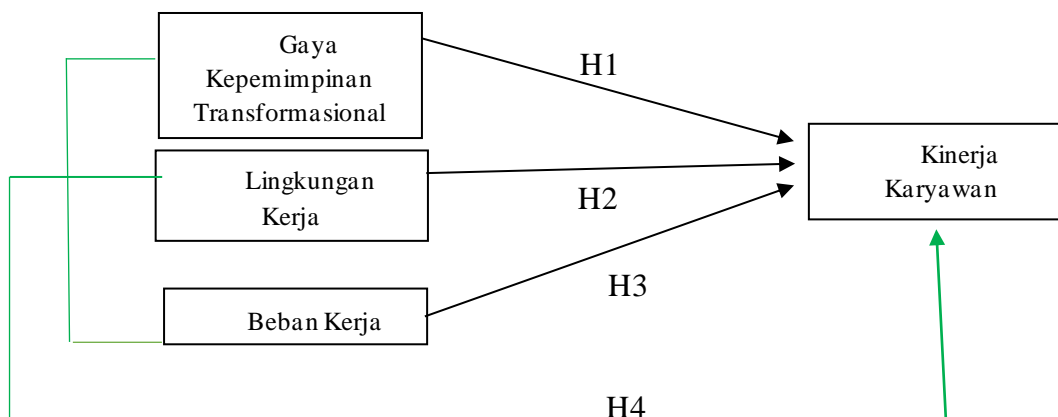 Gaya
Kepemimpinan
Transformasional
H1
Kinerja
Karyawan
Lingkungan
Kerja
H2
H3
Beban Kerja
H4